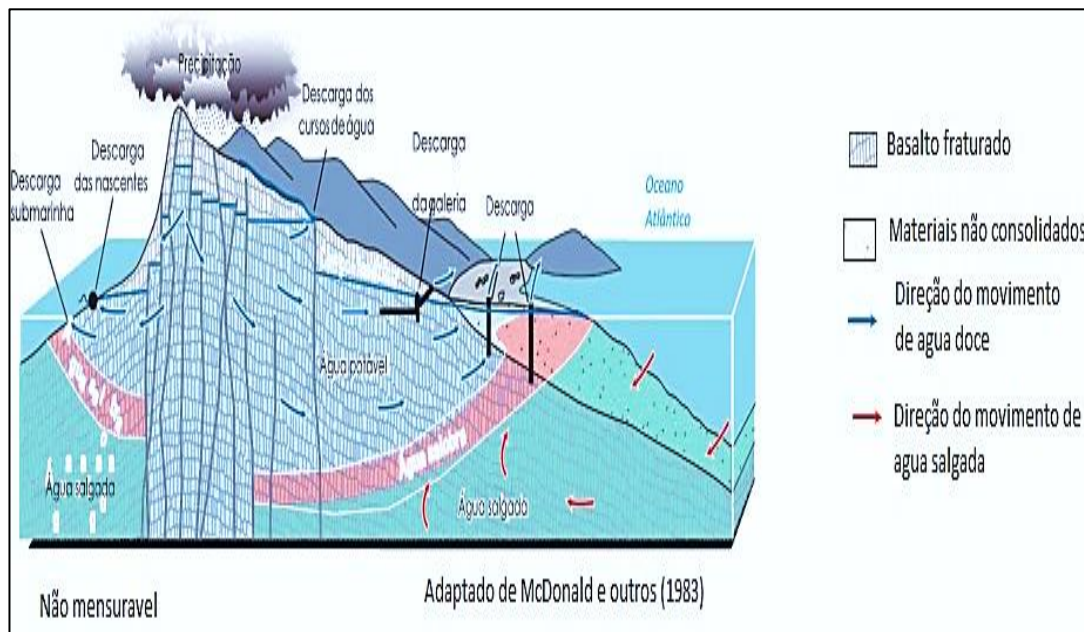 Precipitação
Descarga dos
cursos de água
Descarga
das nascentes
Descarga
submarinha
Descarga
da galeria
Descarga
Oceano
Atlântico
Água potável
Água salgada
Água salgada
Basalto fraturado
Materiais não consolidados
Direção do movimento
de agua doce
Direção do movimento de
agua salgada
Não mensuravel
Adaptado de McDonald e outros (1983)